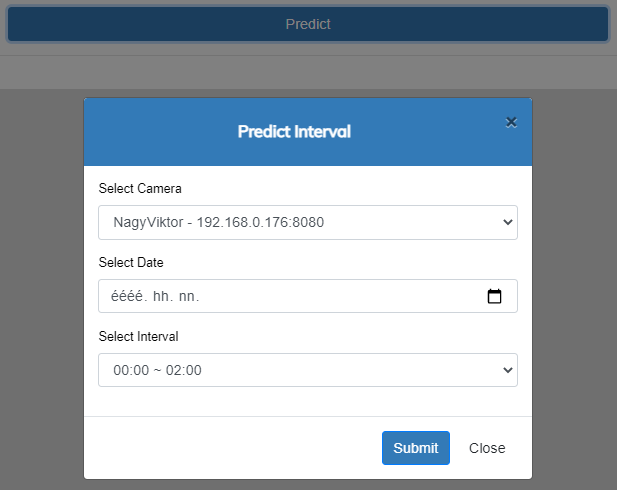 Predict
Predict Interval
×
Select Camera
NagyViktor - 192.168.0.176:8080
Select Date
éééé. hh. nn.
Select Interval
00:00 ~ 02:00
Submit Close